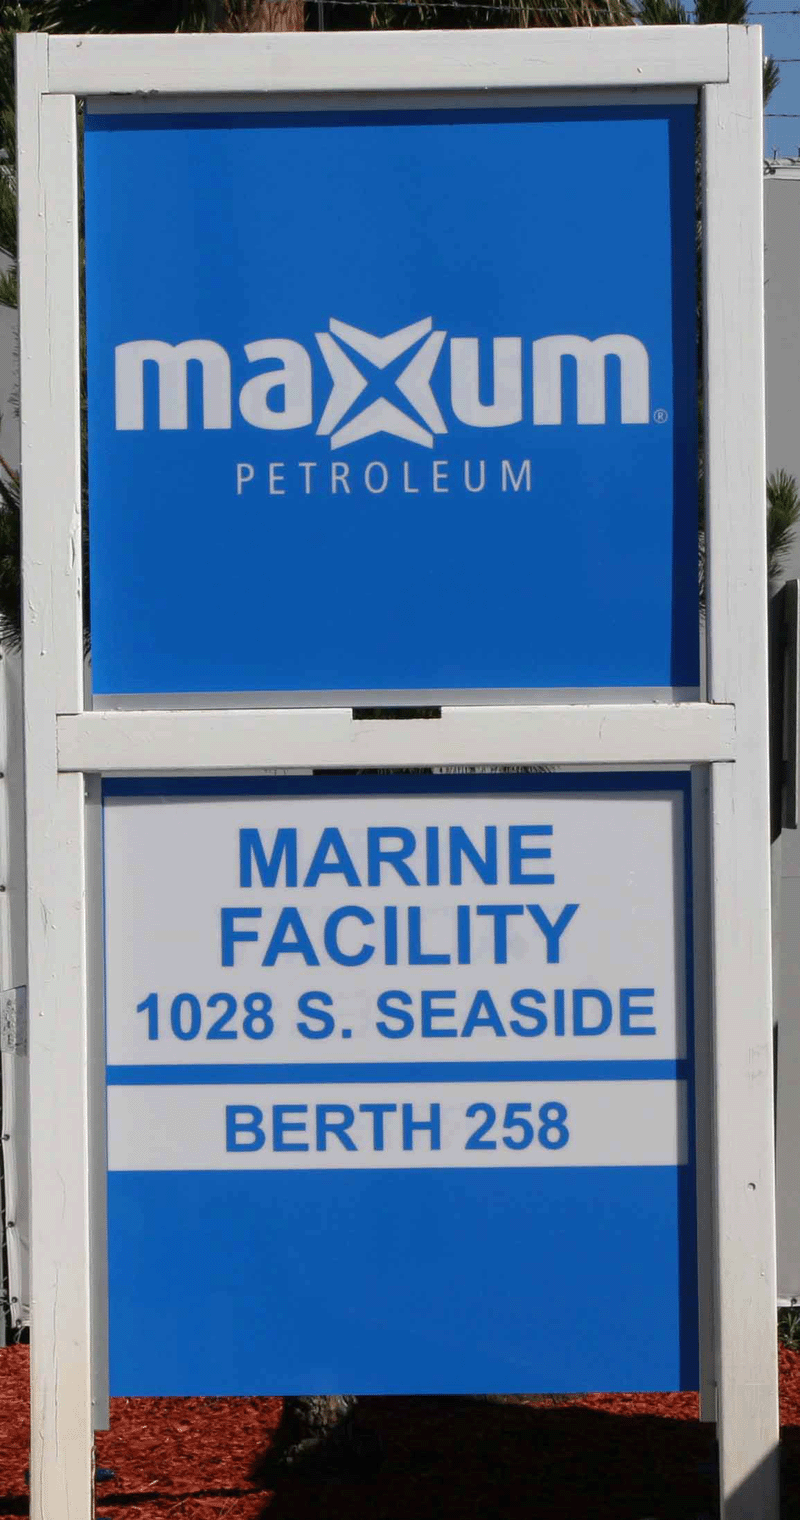 maxum®
PETROLEUM
MARINE
FACILITY
1028 S. SEASIDE
BERTH 258